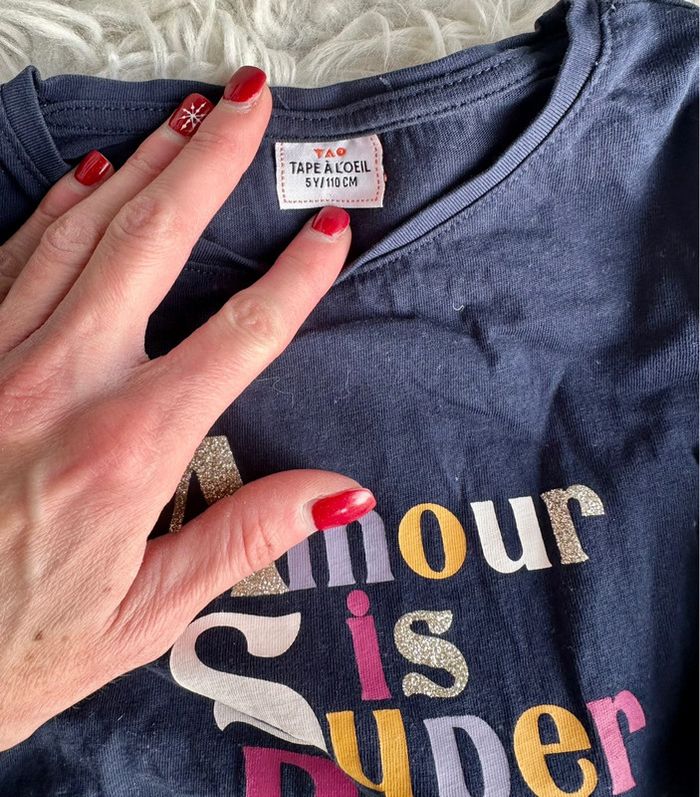 TAO
TAPE À L'OEIL
5Y/110 CM
Amour
is
Super